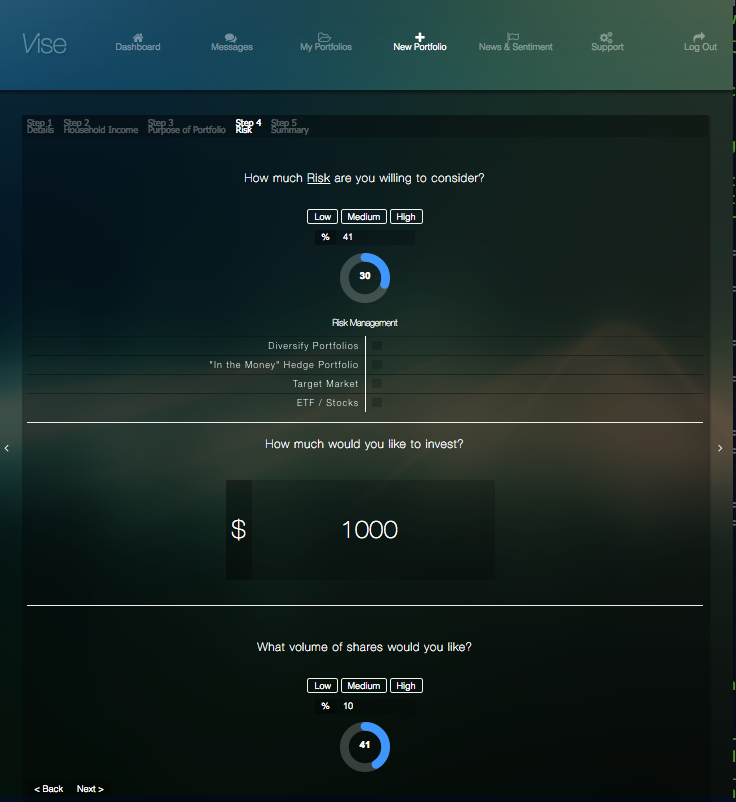 Vise
Dashboard
Messages
My Portfolios
New Portfolio
News & Sentiment
Support
Log Out
Step 1
Details
Step 2
Household Income
Step 3
Purpose of Portfolio
Step 4
Risk
Step 5
Summary
How much Risk are you willing to consider?
Low Medium High
% 41
30
Risk Management
Diversify Portfolios
"In the Money" Hedge Portfolio
Target Market
ETF / Stocks
How much would you like to invest?
$ 1000
What volume of shares would you like?
Low Medium High
% 10
41
< Back Next >